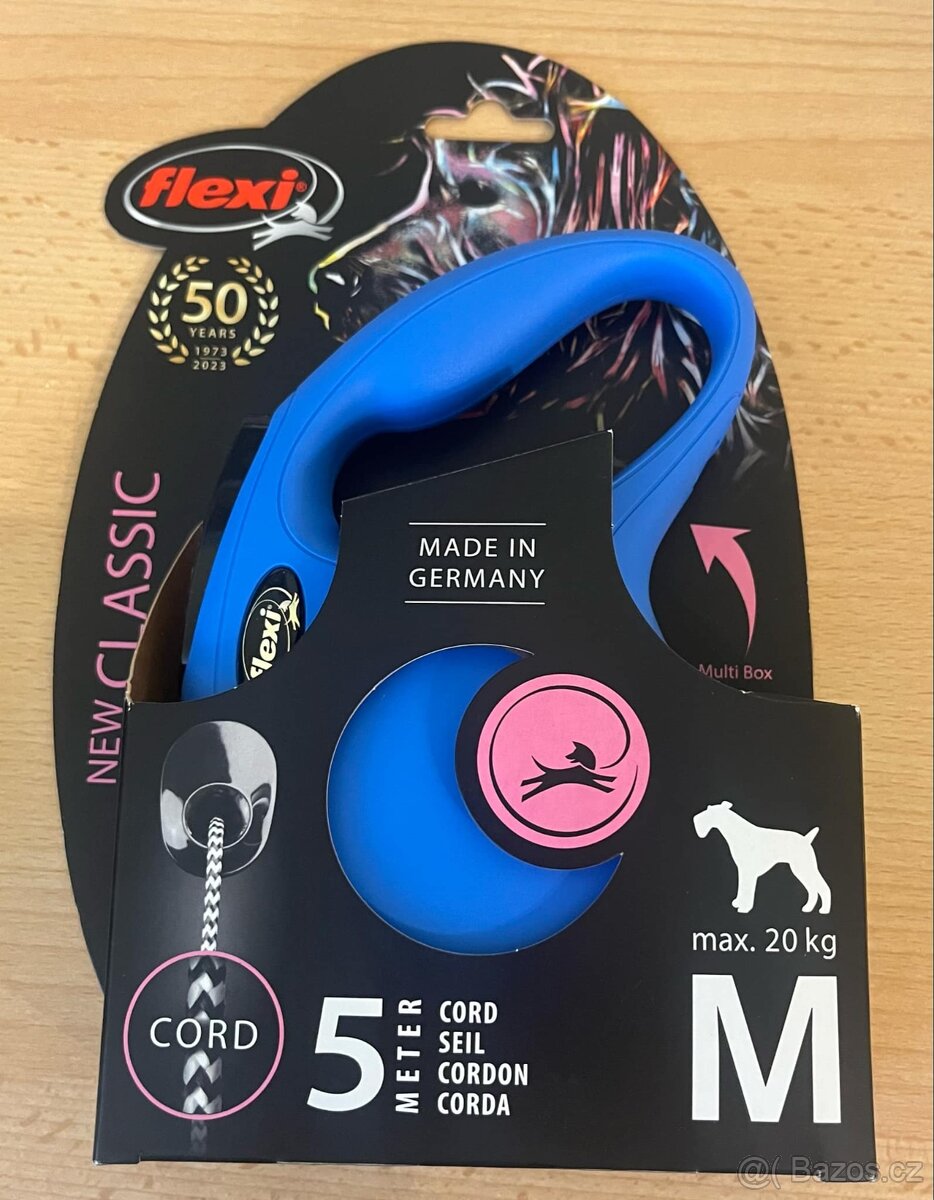 flexi®
50
YEARS
1973
2023
NEW CLASSIC
MADE IN
GERMANY
flexi
Multi Box
max. 20 kg
M
CORD
5
METER
CORD
SEIL
CORDON
CORDA
@( Bazos.cz